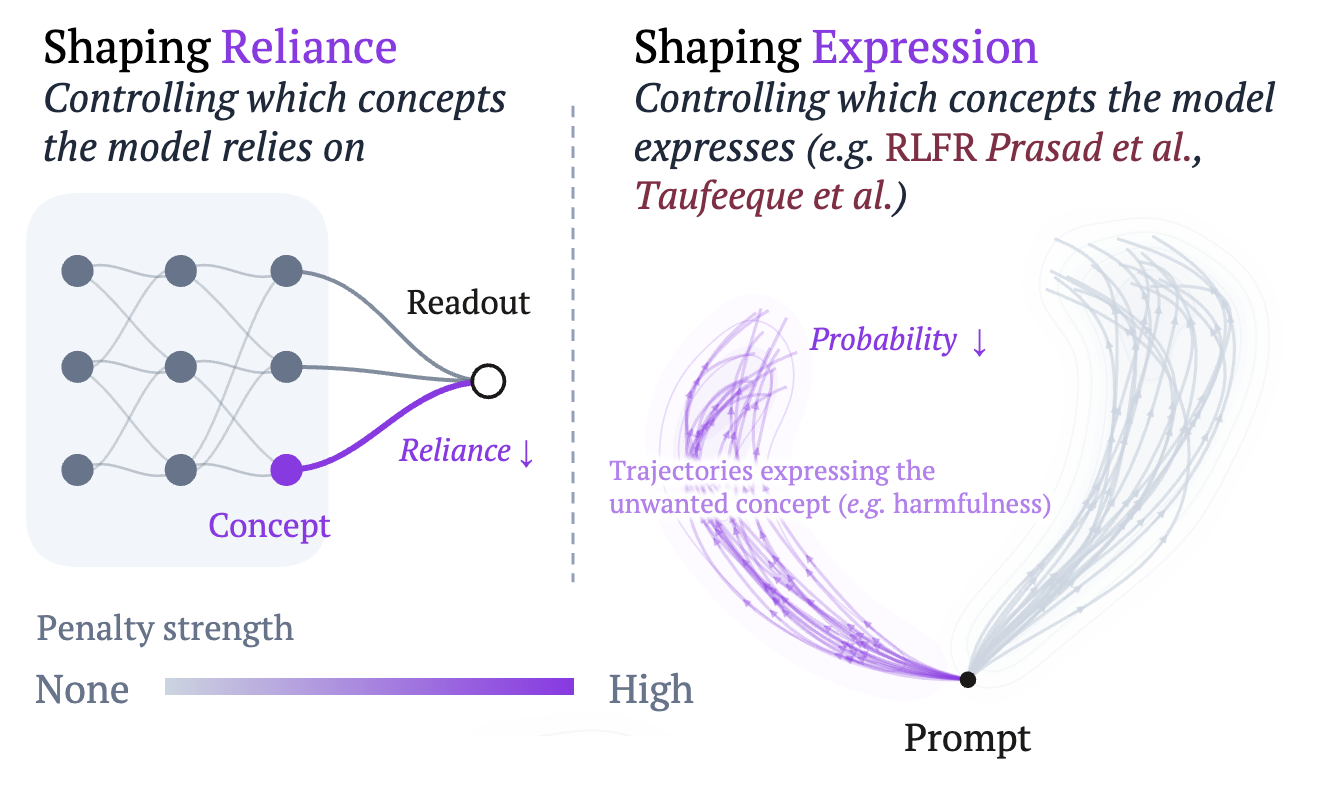 Shaping Reliance
Controlling which concepts
the model relies on
Readout
Reliance ↓
Concept
Penalty strength
None
High
Shaping Expression
Controlling which concepts the model
expresses (e.g. RLFR Prasad et al.,
Taufeeque et al.)
Probability ↓
Trajectories expressing the
unwanted concept (e.g. harmfulness)
Prompt